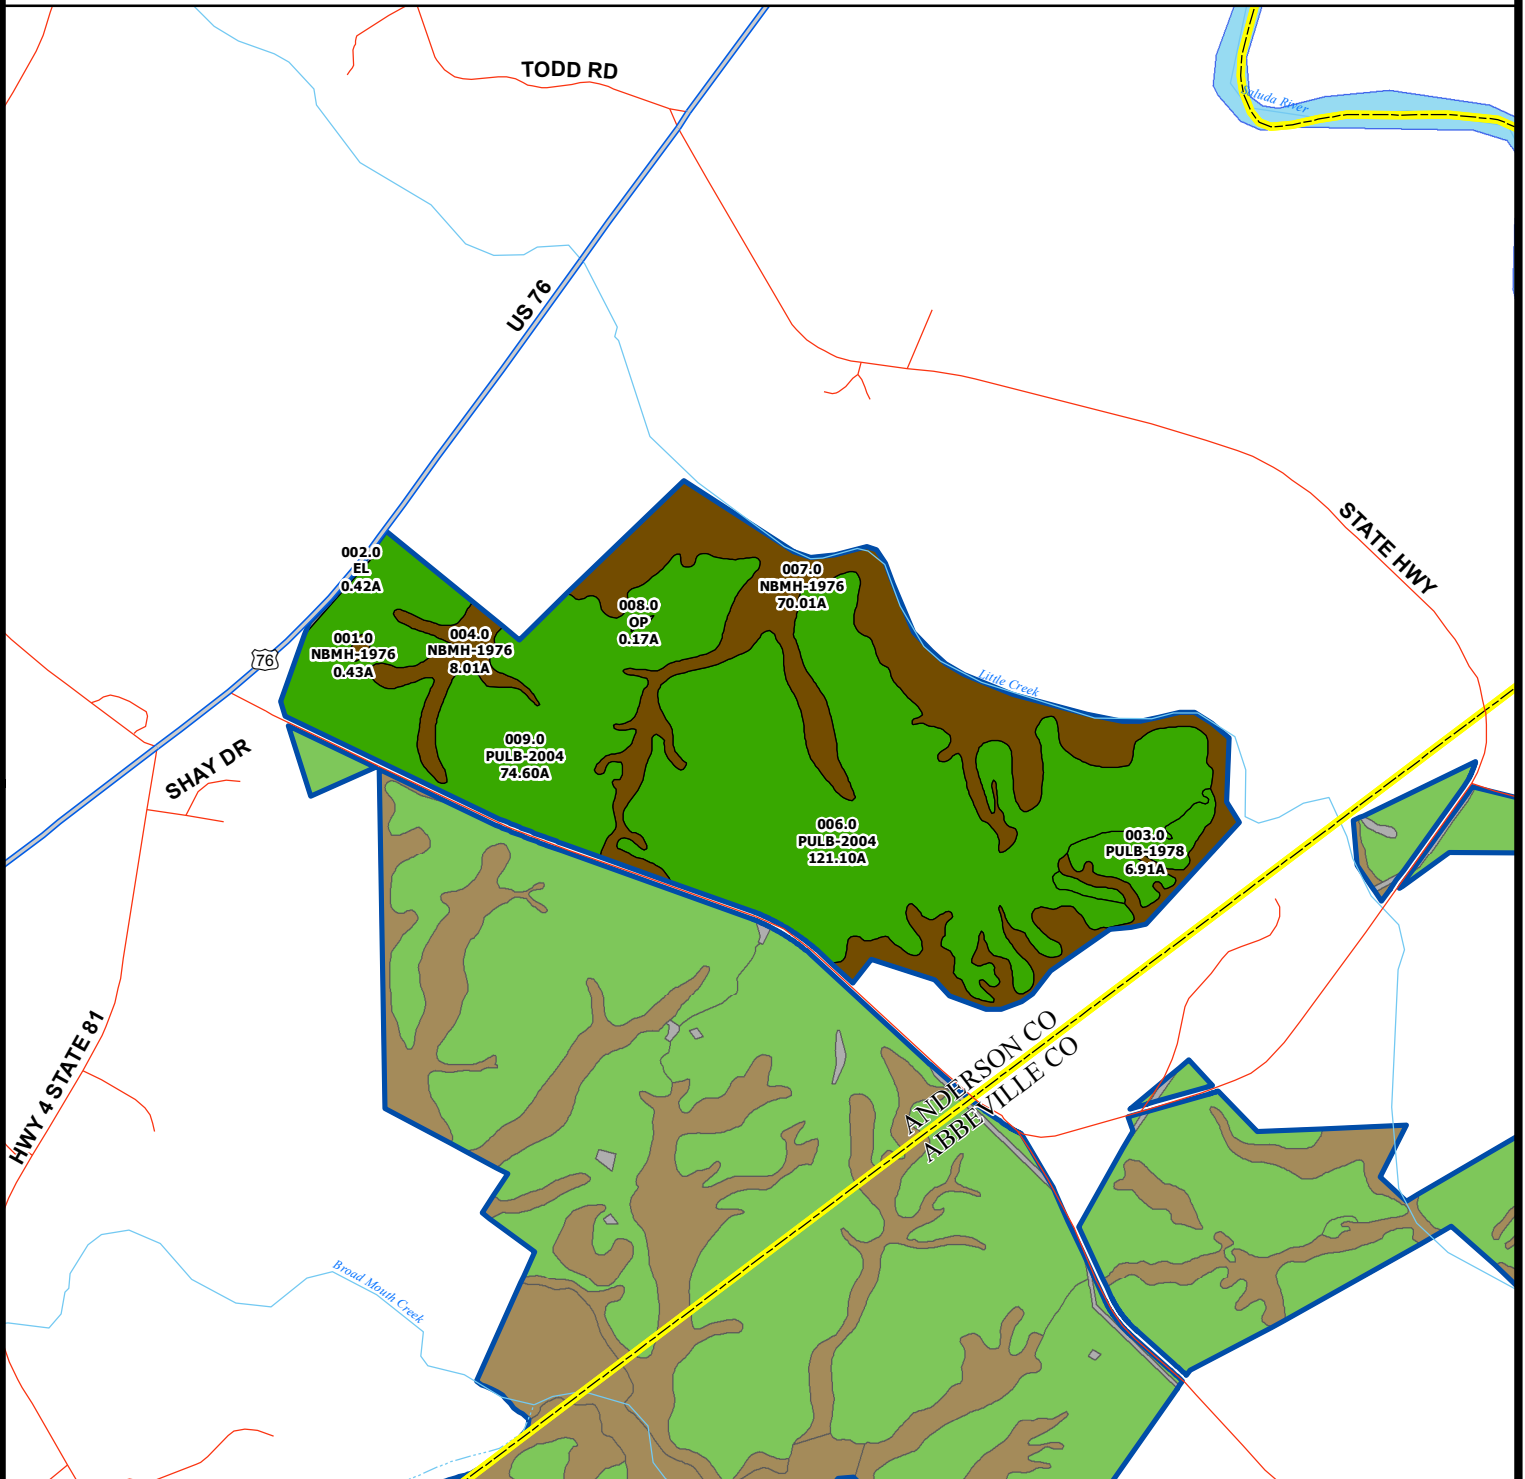 TODD RD
Saluda River
US 76
STATE HWY
002.0
EL
0.42A
007.0
NBMH-1976
70.01A
008.0
OP
0.17A
001.0
NBMH-1976
0.43A
004.0
NBMH-1976
8.01A
76
Little Creek
009.0
PULB-2004
74.60A
SHAY DR
006.0
PULB-2004
121.10A
003.0
PULB-1978
6.91A
HWY 4 STATE 81
ANDERSON CO
ABBEVILLE CO
Broad Mouth Creek